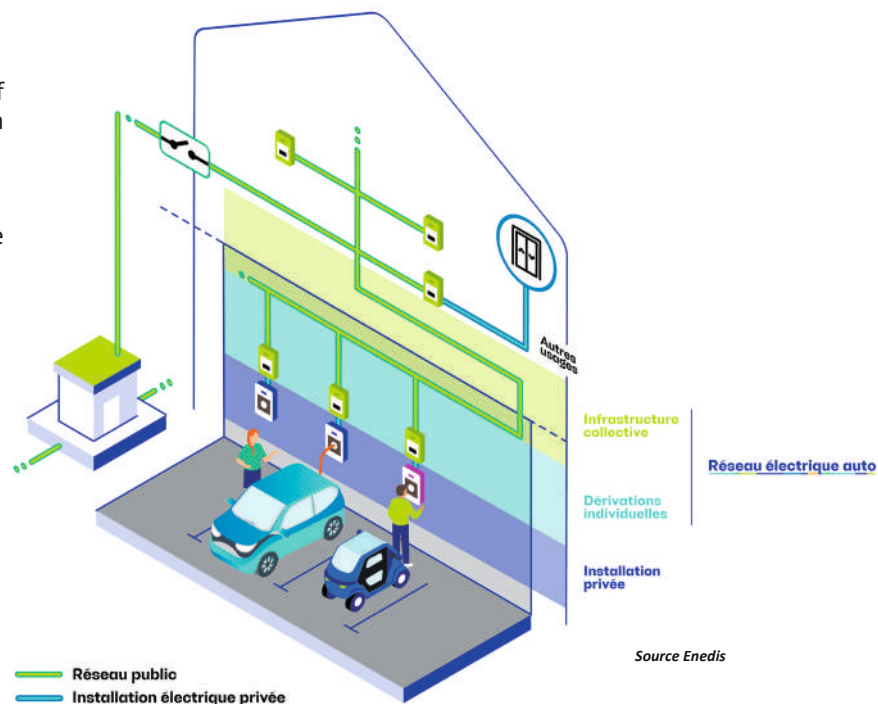 f
n
e
Autres
usages
Infrastructure
collective
Réseau électrique auto
Dérivations
individuelles
Installation
privée
Source Enedis
Réseau public
Installation électrique privée